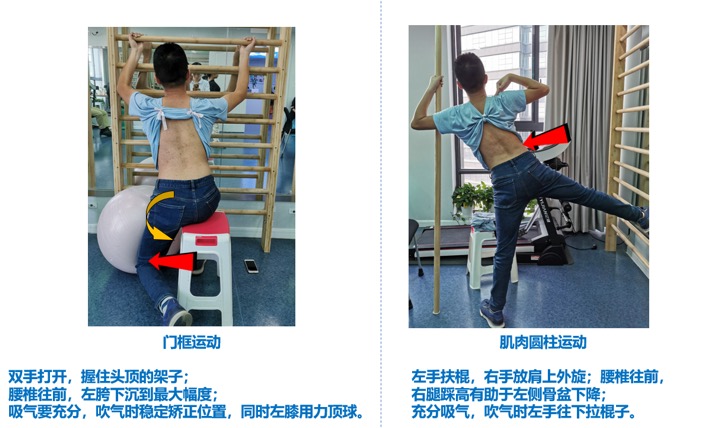 门框运动
双手打开，握住头顶的架子；
腰椎往前，左胯下沉到最大幅度；
吸气要充分，吹气时稳定矫正位置，同时左膝用力顶球。
肌肉圆柱运动
左手扶棍，右手放肩上外旋；腰椎往前，
右腿踩高有助于左侧骨盆下降；
充分吸气，吹气时左手往下拉棍子。